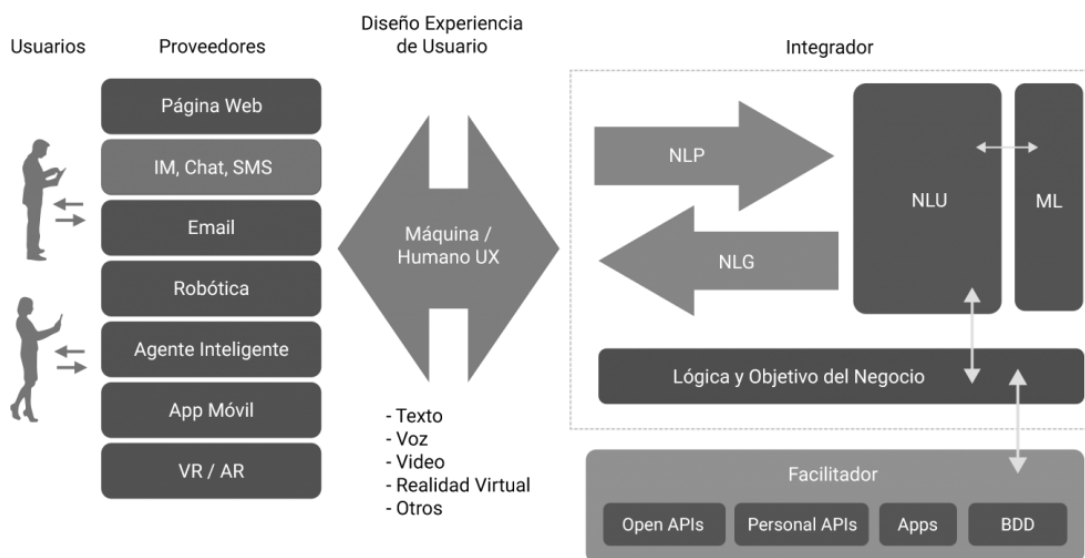 Usuarios
Proveedores
Diseño Experiencia
de Usuario
Integrador
Página Web
IM, Chat, SMS
Email
Robótica
Agente Inteligente
App Móvil
VR / AR
Máquina /
Humano UX
- Texto
- Voz
- Video
- Realidad Virtual
- Otros
NLP
NLG
NLU
ML
Lógica y Objetivo del Negocio
Facilitador
Open APIs
Personal APIs
Apps
BDD